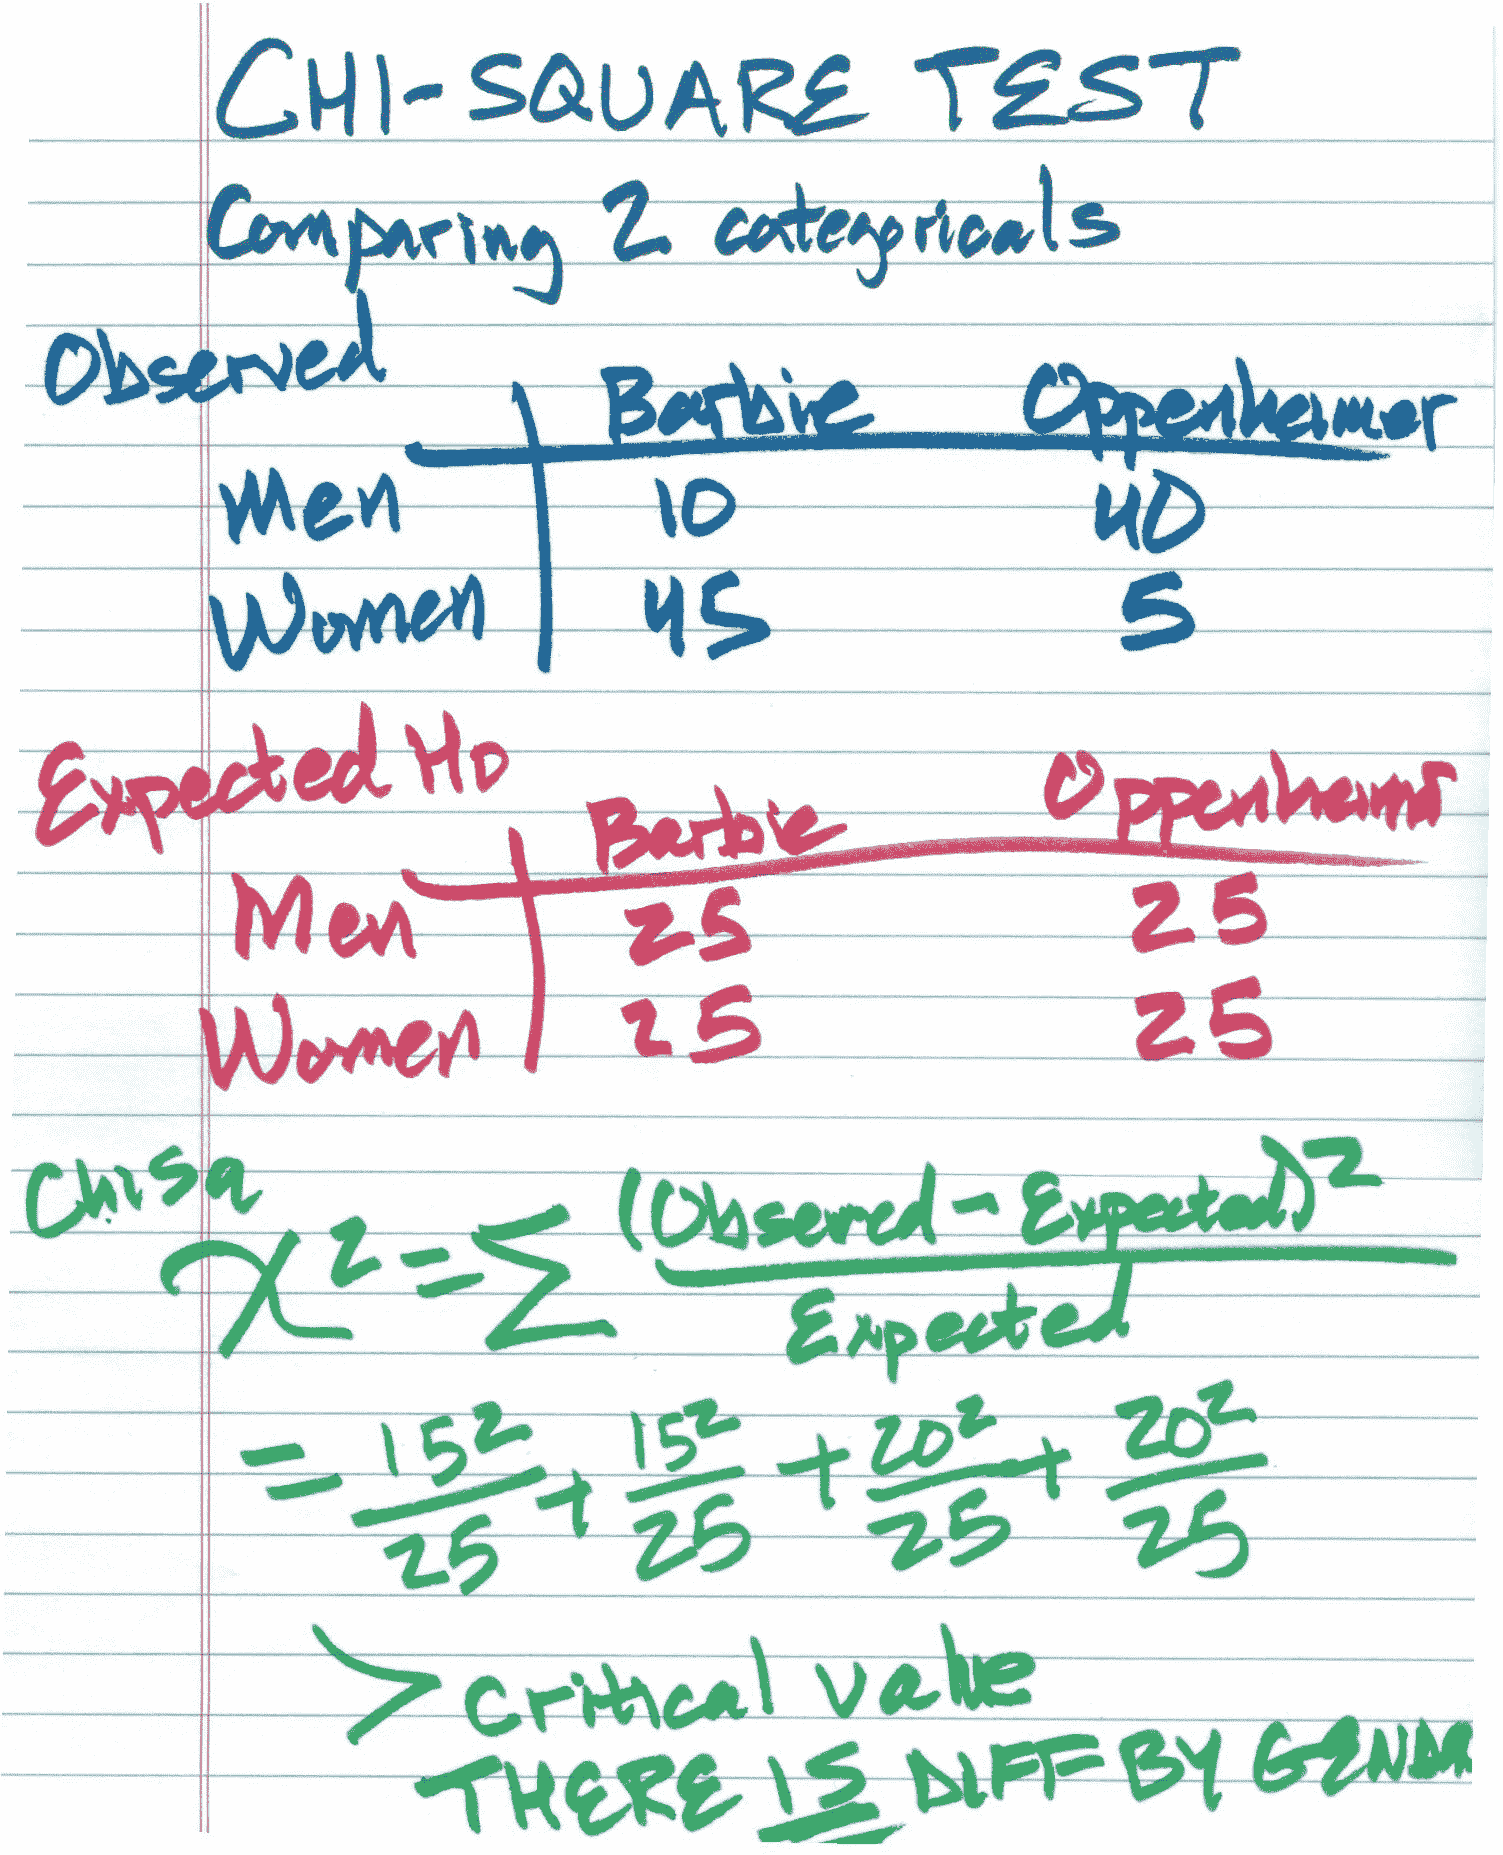 CHI-SQUARE TEST
Comparing 2 categoricals
Observed
Barbie Oppenheimer
Men 10 40
Women 45 5
Expected H0
Barbie Oppenheimer
Men 25 25
Women 25 25
Chisq
χ² = Σ (Observed - Expected)² / Expected
= 15²/25 + 15²/25 + 20²/25 + 20²/25
> Critical value
THERE IS DIFF BY GENDR